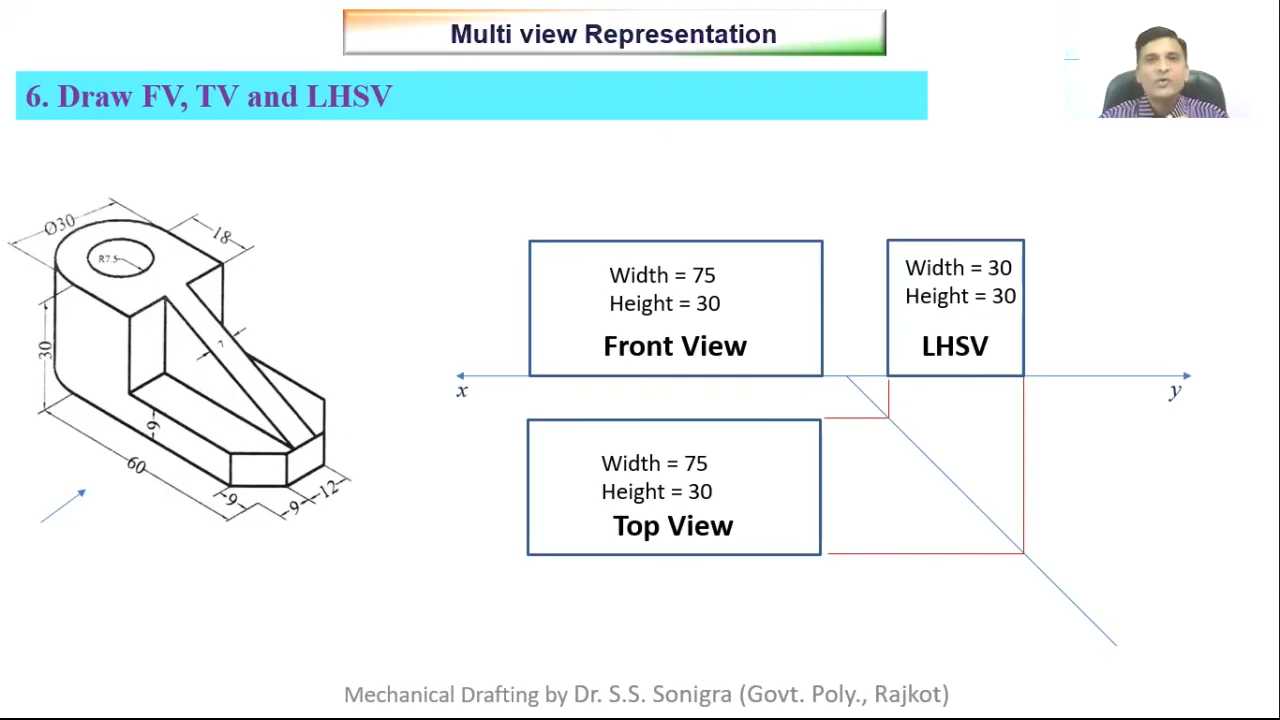 Multi view Representation
6. Draw FV, TV and LHSV
Ø30
18
R7.5
30
7
6
60
9
9
12
Width = 75
Height = 30
Front View
Width = 30
Height = 30
LHSV
x
y
Width = 75
Height = 30
Top View
Mechanical Drafting by Dr. S.S. Sonigra (Govt. Poly., Rajkot)